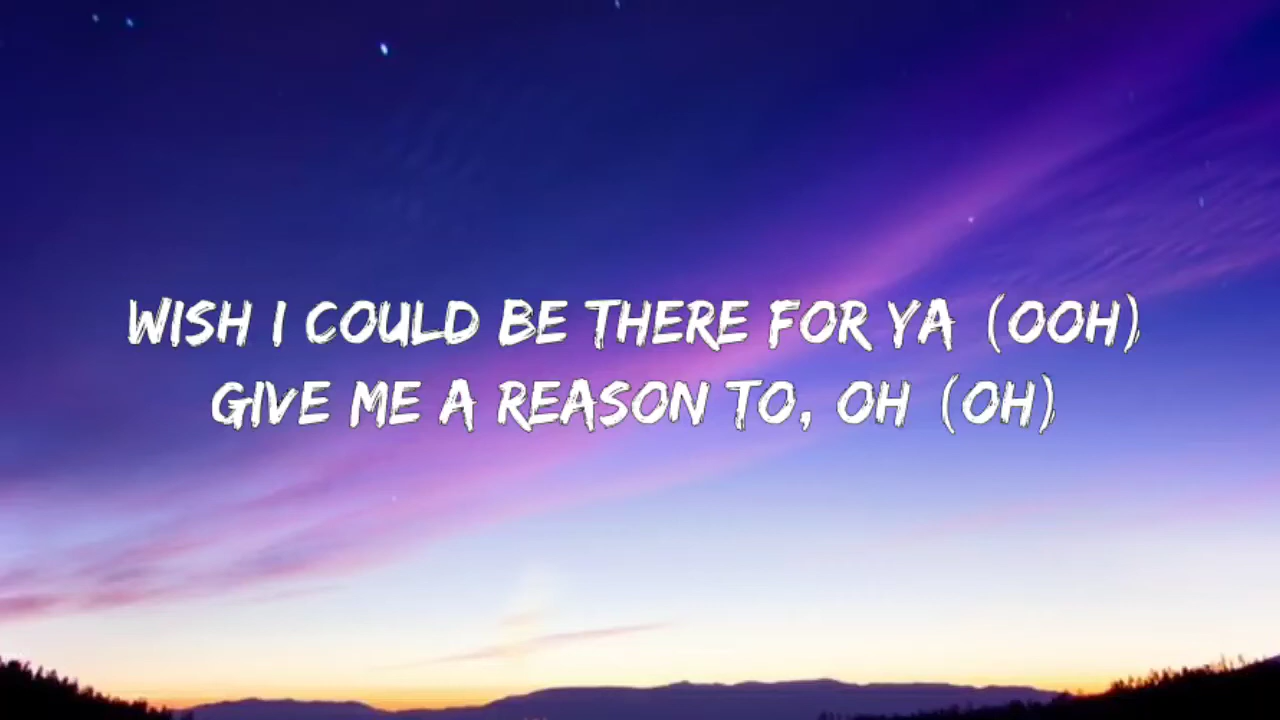 WISH I COULD BE THERE FOR YA (OOH)
GIVE ME A REASON TO, OH (OH)